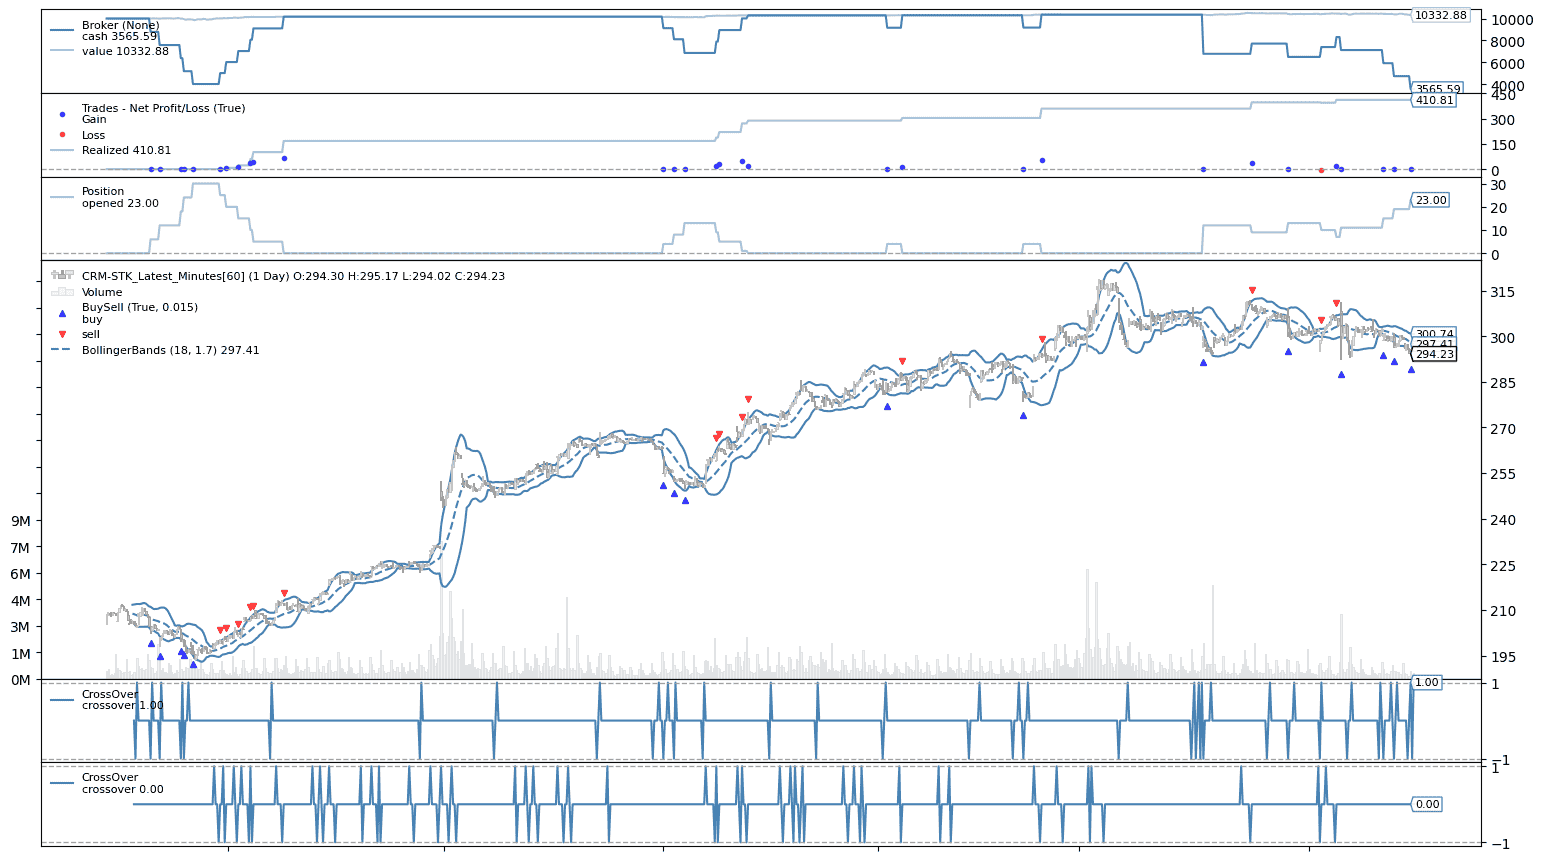 Broker (None)
cash 3565.59
value 10332.88
10332.88
10000
8000
6000
4000
3565.59
Trades - Net Profit/Loss (True)
Gain
Loss
Realized 410.81
450
410.81
300
150
0
Position
opened 23.00
30
23.00
20
10
0
CRM-STK_Latest_Minutes[60] (1 Day) O:294.30 H:295.17 L:294.02 C:294.23
Volume
BuySell (True, 0.015)
buy
sell
BollingerBands (18, 1.7) 297.41
315
300
300.74
297.41
294.23
285
270
255
240
225
210
195
9M
7M
6M
4M
3M
1M
0M
CrossOver
crossover 1.00
1.00
1
−1
CrossOver
crossover 0.00
1
0.00
−1